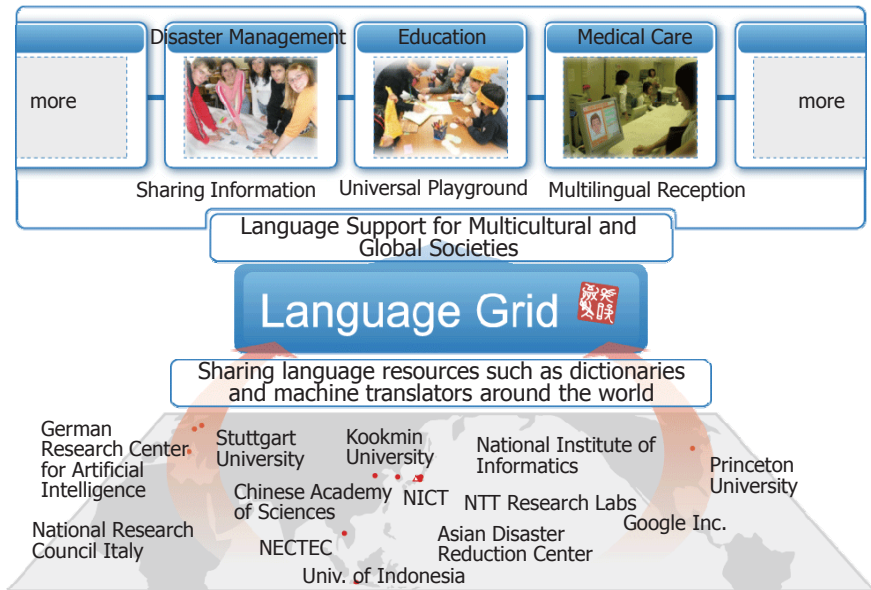 Disaster Management
Education
Medical Care
more
more
Sharing Information
Universal Playground
Multilingual Reception
Language Support for Multicultural and
Global Societies
Language Grid
Sharing language resources such as dictionaries
and machine translators around the world
German
Research Center
for Artificial
Intelligence
Stuttgart
University
Kookmin
University
National Institute of
Informatics
Princeton
University
Chinese Academy
of Sciences
NICT
NTT Research Labs
Google Inc.
National Research
Council Italy
NECTEC
Asian Disaster
Reduction Center
Univ. of Indonesia